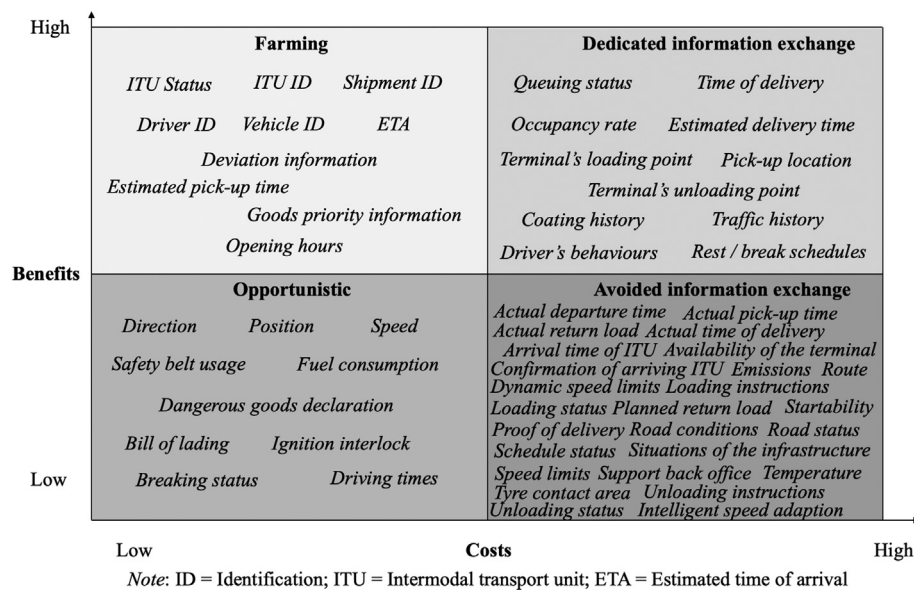 High
Farming
ITU Status ITU ID Shipment ID
Driver ID Vehicle ID ETA
Deviation information
Estimated pick-up time
Goods priority information
Opening hours
Dedicated information exchange
Queuing status Time of delivery
Occupancy rate Estimated delivery time
Terminal's loading point Pick-up location
Terminal's unloading point
Coating history Traffic history
Driver's behaviours Rest / break schedules
Benefits
Opportunistic
Direction Position Speed
Safety belt usage Fuel consumption
Dangerous goods declaration
Bill of lading Ignition interlock
Breaking status Driving times
Avoided information exchange
Actual departure time Actual pick-up time
Actual return load Actual time of delivery
Arrival time of ITU Availability of the terminal
Confirmation of arriving ITU Emissions Route
Dynamic speed limits Loading instructions
Loading status Planned return load Startability
Proof of delivery Road conditions Road status
Schedule status Situations of the infrastructure
Speed limits Support back office Temperature
Tyre contact area Unloading instructions
Unloading status Intelligent speed adaption
Low
Low Costs High
Note: ID = Identification; ITU = Intermodal transport unit; ETA = Estimated time of arrival